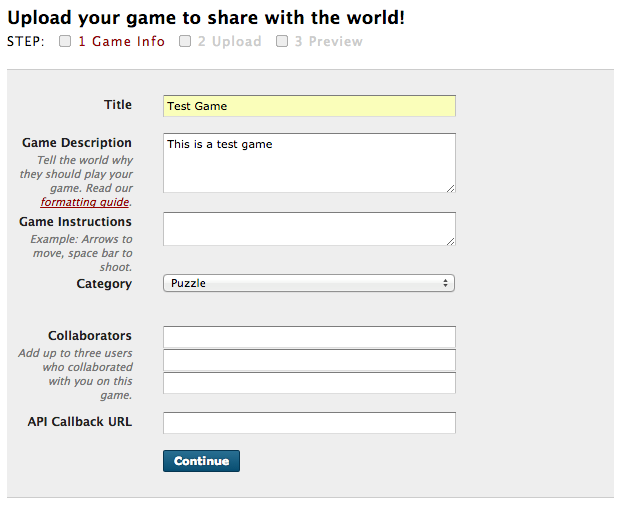 Upload your game to share with the world!
STEP: 1 Game Info 2 Upload 3 Preview
Title
Test Game
Game Description
This is a test game
Tell the world why
they should play your
game. Read our
formatting guide.
Game Instructions
Example: Arrows to
move, space bar to
shoot.
Category
Puzzle
Collaborators
Add up to three users
who collaborated
with you on this
game.
API Callback URL
Continue